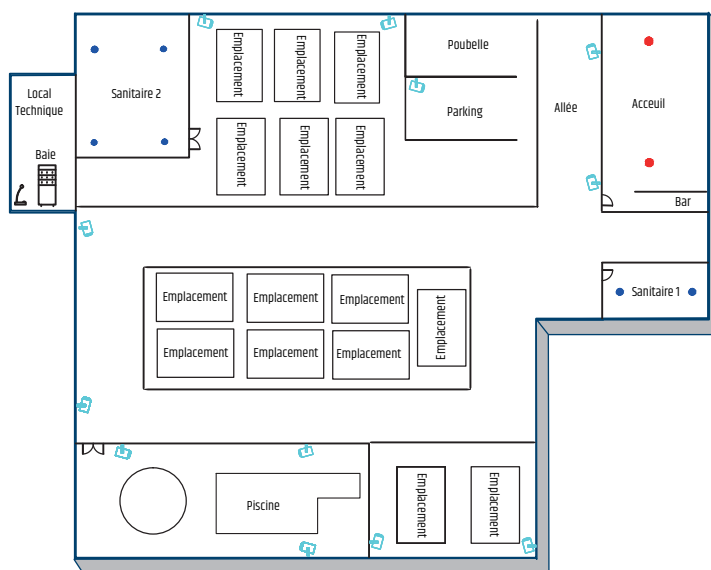 Local
Technique
Baie
Sanitaire 2
Emplacement
Emplacement
Emplacement
Emplacement
Emplacement
Emplacement
Poubelle
Parking
Allée
Acceuil
Bar
Sanitaire 1
Emplacement
Emplacement
Emplacement
Emplacement
Emplacement
Emplacement
Emplacement
Piscine
Emplacement
Emplacement